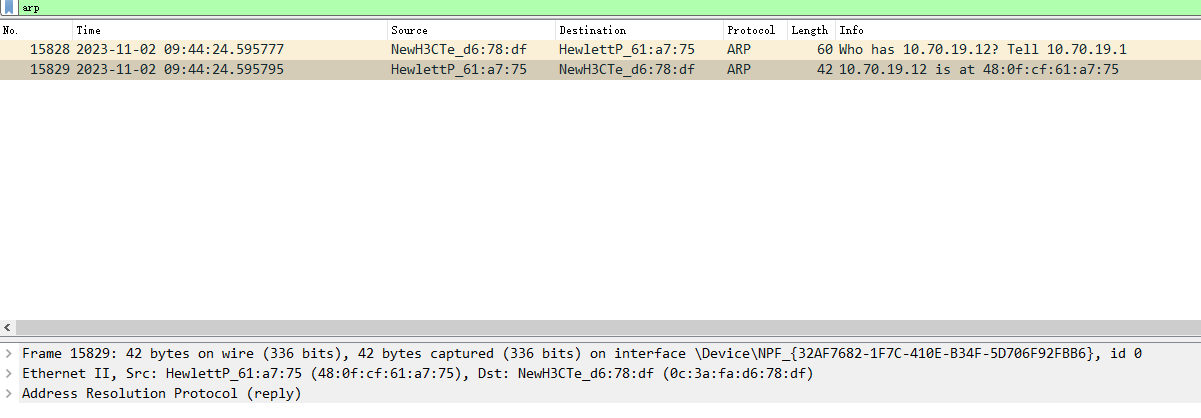 arp
No. Time Source Destination Protocol Length Info
15828 2023-11-02 09:44:24.595777 NewH3CTe_d6:78:df HewlettP_61:a7:75 ARP 60 Who has 10.70.19.12? Tell 10.70.19.1
15829 2023-11-02 09:44:24.595795 HewlettP_61:a7:75 NewH3CTe_d6:78:df ARP 42 10.70.19.12 is at 48:0f:cf:61:a7:75
Frame 15829: 42 bytes on wire (336 bits), 42 bytes captured (336 bits) on interface \Device\NPF_{32AF7682-1F7C-410E-B34F-5D706F92FBB6}, id 0
Ethernet II, Src: HewlettP_61:a7:75 (48:0f:cf:61:a7:75), Dst: NewH3CTe_d6:78:df (0c:3a:fa:d6:78:df)
Address Resolution Protocol (reply)